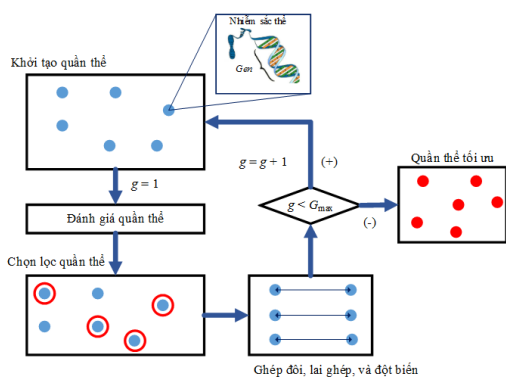 Nhiễm sắc thể
Gen
Khởi tạo quần thể
g = 1
g = g + 1
(+)
Quần thể tối ưu
Đánh giá quần thể
g < Gmax
(-)
Chọn lọc quần thể
Ghép đôi, lai ghép, và đột biến